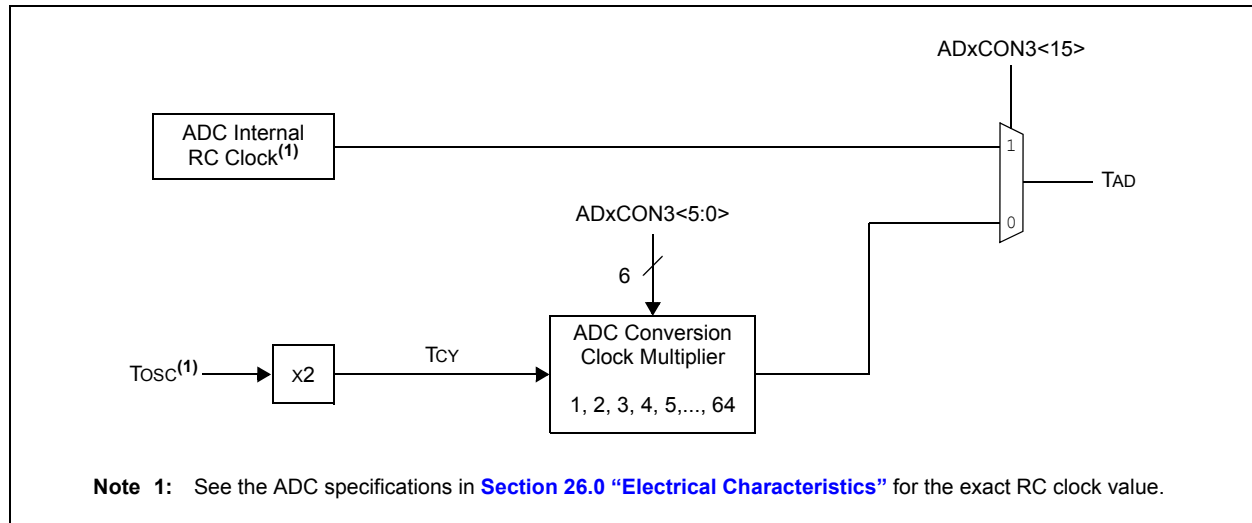 ADxCON3<15>
ADC Internal
RC Clock(1)
1
TAD
0
ADxCON3<5:0>
6
ADC Conversion
Clock Multiplier
1, 2, 3, 4, 5,..., 64
TOSC(1)
X2
TCY
Note 1: See the ADC specifications in Section 26.0 “Electrical Characteristics” for the exact RC clock value.